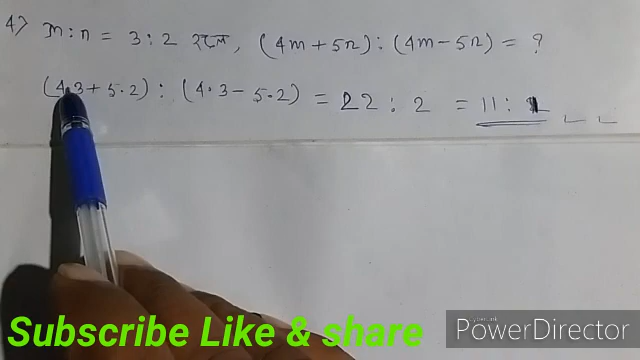 4) m:n = 3:2 হলে, (4m+5n):(4m-5n) = ?
(4.3+5.2) : (4.3-5.2) = 22 : 2 = 11: 1
Subscribe Like & share
CyberLink
PowerDirector